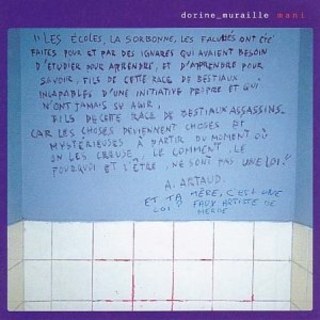 dorine_muraille mani
"LES ÉCOLES, LA SORBONNE, LES FACULTÉS ONT ÉTÉ
FAITES POUR ET PAR DES IGNARES QUI AVAIENT BESOIN
D'ÉTUDIER POUR APPRENDRE, ET D'APPRENDRE POUR
SAVOIR, FILS DE CETTE RACE DE BESTIAUX
INCAPABLES D'UNE INITIATIVE PROPRE ET QUI
N'ONT JAMAIS SU AGIR,
FILS DE CETTE RACE DE BESTIAUX ASSASSINS_
CAR LES CHOSES DEVIENNENT CHOSES ET
MYSTÉRIEUSES À PARTIR DU MOMENT OÙ
ON LES CREUSE, LE COMMENT, LE
POURQUOI ET L'ÊTRE, NE SONT PAS UNE LOI."
A. ARTAUD.
ET TA MÈRE, C'EST UNE
LOI? FAUX ARTISTE DE
MERDE